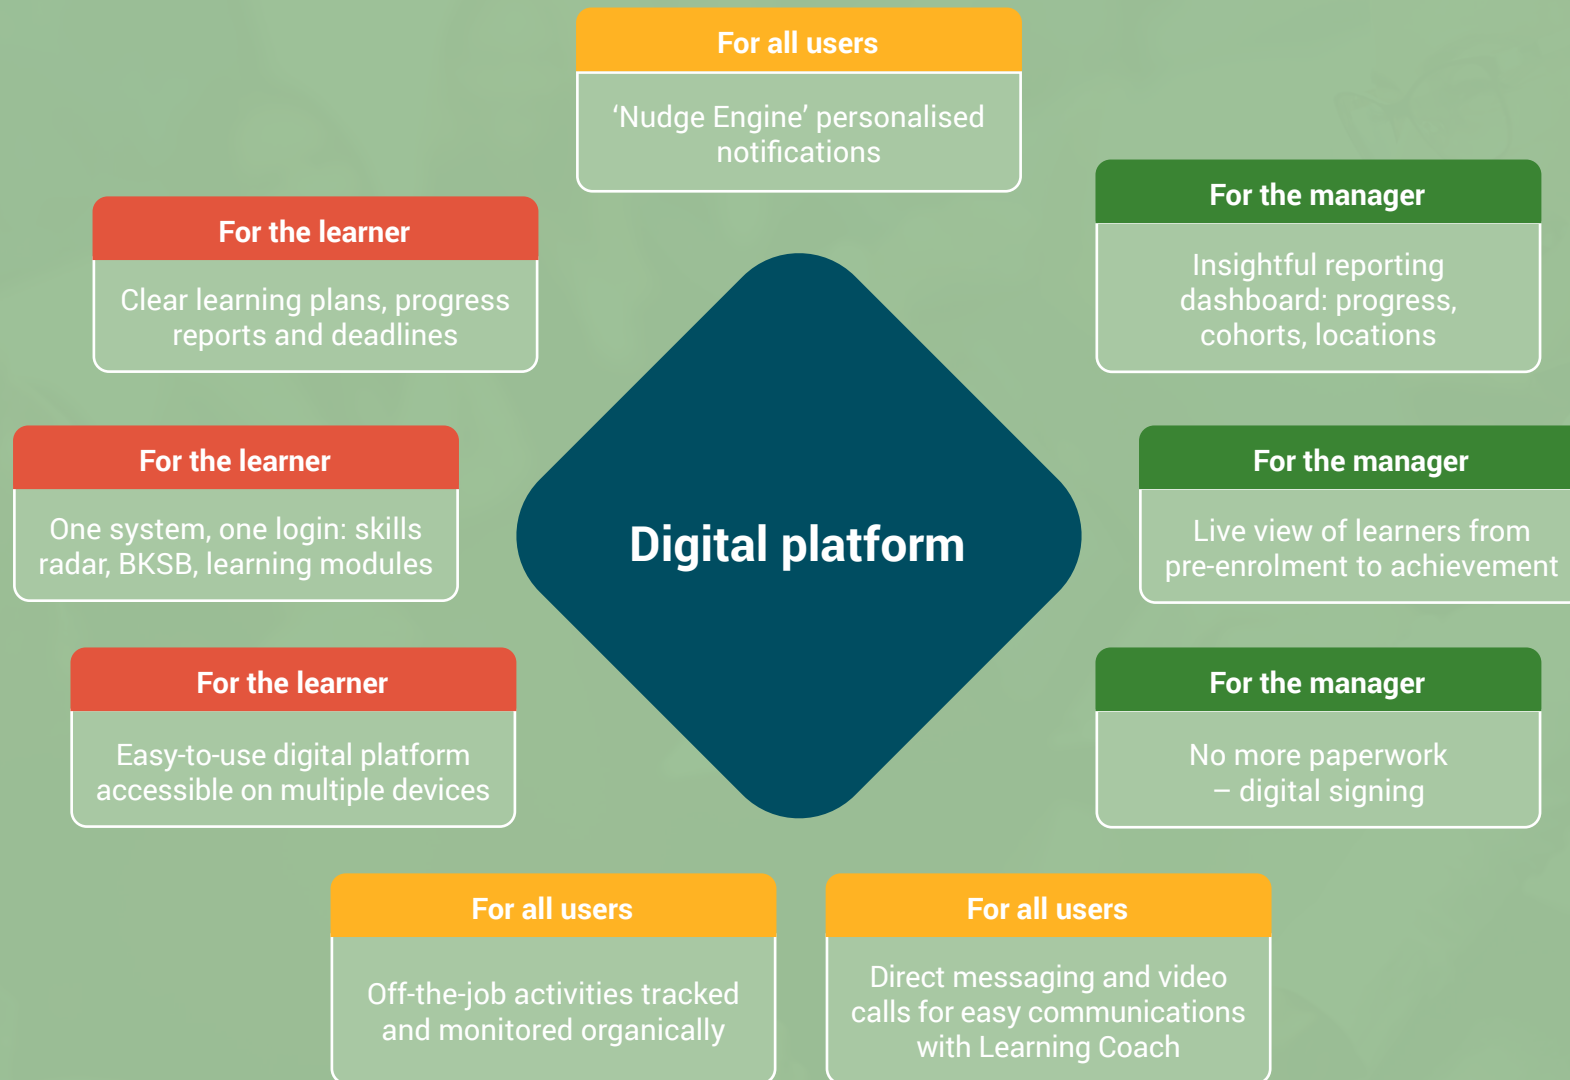 For all users
‘Nudge Engine’ personalised
notifications
For the learner
Clear learning plans, progress
reports and deadlines
For the manager
Insightful reporting
dashboard: progress,
cohorts, locations
For the learner
One system, one login: skills
radar, BKSB, learning modules
Digital platform
For the manager
Live view of learners from
pre-enrolment to achievement
For the learner
Easy-to-use digital platform
accessible on multiple devices
For the manager
No more paperwork
– digital signing
For all users
Off-the-job activities tracked
and monitored organically
For all users
Direct messaging and video
calls for easy communications
with Learning Coach